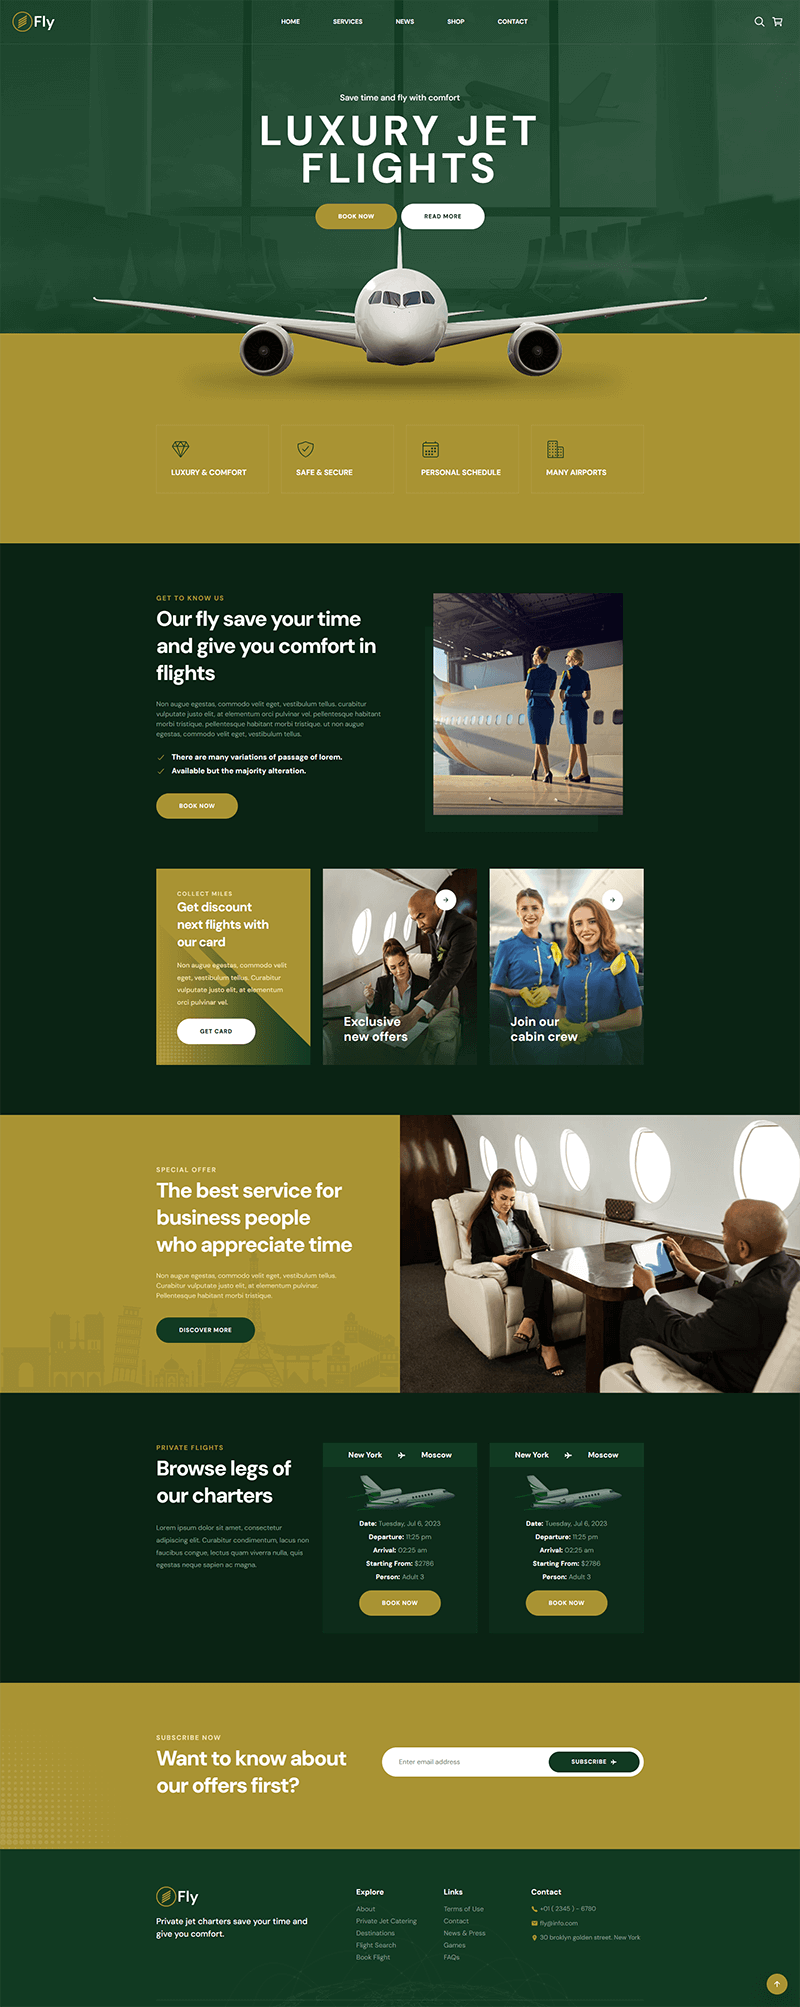 Fly
HOME SERVICES NEWS SHOP CONTACT
Save time and fly with comfort
LUXURY JET
FLIGHTS
BOOK NOW READ MORE
LUXURY & COMFORT SAFE & SECURE PERSONAL SCHEDULE MANY AIRPORTS
GET TO KNOW US
Our fly save your time
and give you comfort in
flights
Non augue egestas, commodo velit eget, vestibulum tellus. curabitur
vulputate justo elit, at elementum orci pulvinar vel. pellentesque habitant
morbi tristique. pellentesque habitant morbi tristique. ut non augue
egestas, commodo velit eget, vestibulum tellus.
There are many variations of passage of lorem.
Available but the majority alteration.
BOOK NOW
COLLECT MILES
Get discount
next flights with
our card
Non augue egestas, commodo velit
eget, vestibulum tellus. Curabitur
vulputate justo elit, at elementum
orci pulvinar vel.
GET CARD
Exclusive
new offers
Join our
cabin crew
SPECIAL OFFER
The best service for
business people
who appreciate time
Non augue egestas, commodo velit eget, vestibulum tellus.
Curabitur vulputate justo elit, at elementum pulvinar.
Pellentesque habitant morbi tristique.
DISCOVER MORE
PRIVATE FLIGHTS
Browse legs of
our charters
Lorem ipsum dolor sit amet, consectetur
adipiscing elit. Curabitur condimentum, lacus non
faucibus congue, lectus quam viverra nulla, quis
egestas neque sapien ac magna.
New York Moscow
Date: Tuesday, Jul 6, 2023
Departure: 11:25 pm
Arrival: 02:25 am
Starting From: $2786
Person: Adult 3
BOOK NOW
New York Moscow
Date: Tuesday, Jul 6, 2023
Departure: 11:25 pm
Arrival: 02:25 am
Starting From: $2786
Person: Adult 3
BOOK NOW
SUBSCRIBE NOW
Want to know about
our offers first?
Enter email address
SUBSCRIBE
Fly
Private jet charters save your time and
give you comfort.
Explore
About
Private Jet Catering
Destinations
Flight Search
Book Flight
Links
Terms of Use
Contact
News & Press
Games
FAQs
Contact
+01 ( 2345 ) - 6780
fly@info.com
30 broklyn golden street. New York